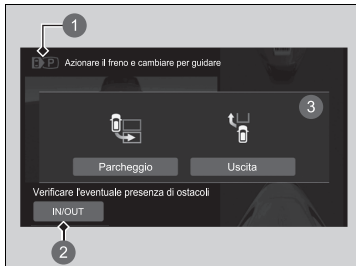 1
P Azionare il freno e cambiare per guidare
3
Parcheggio Uscita
Verificare l'eventuale presenza di ostacoli
IN/OUT
2